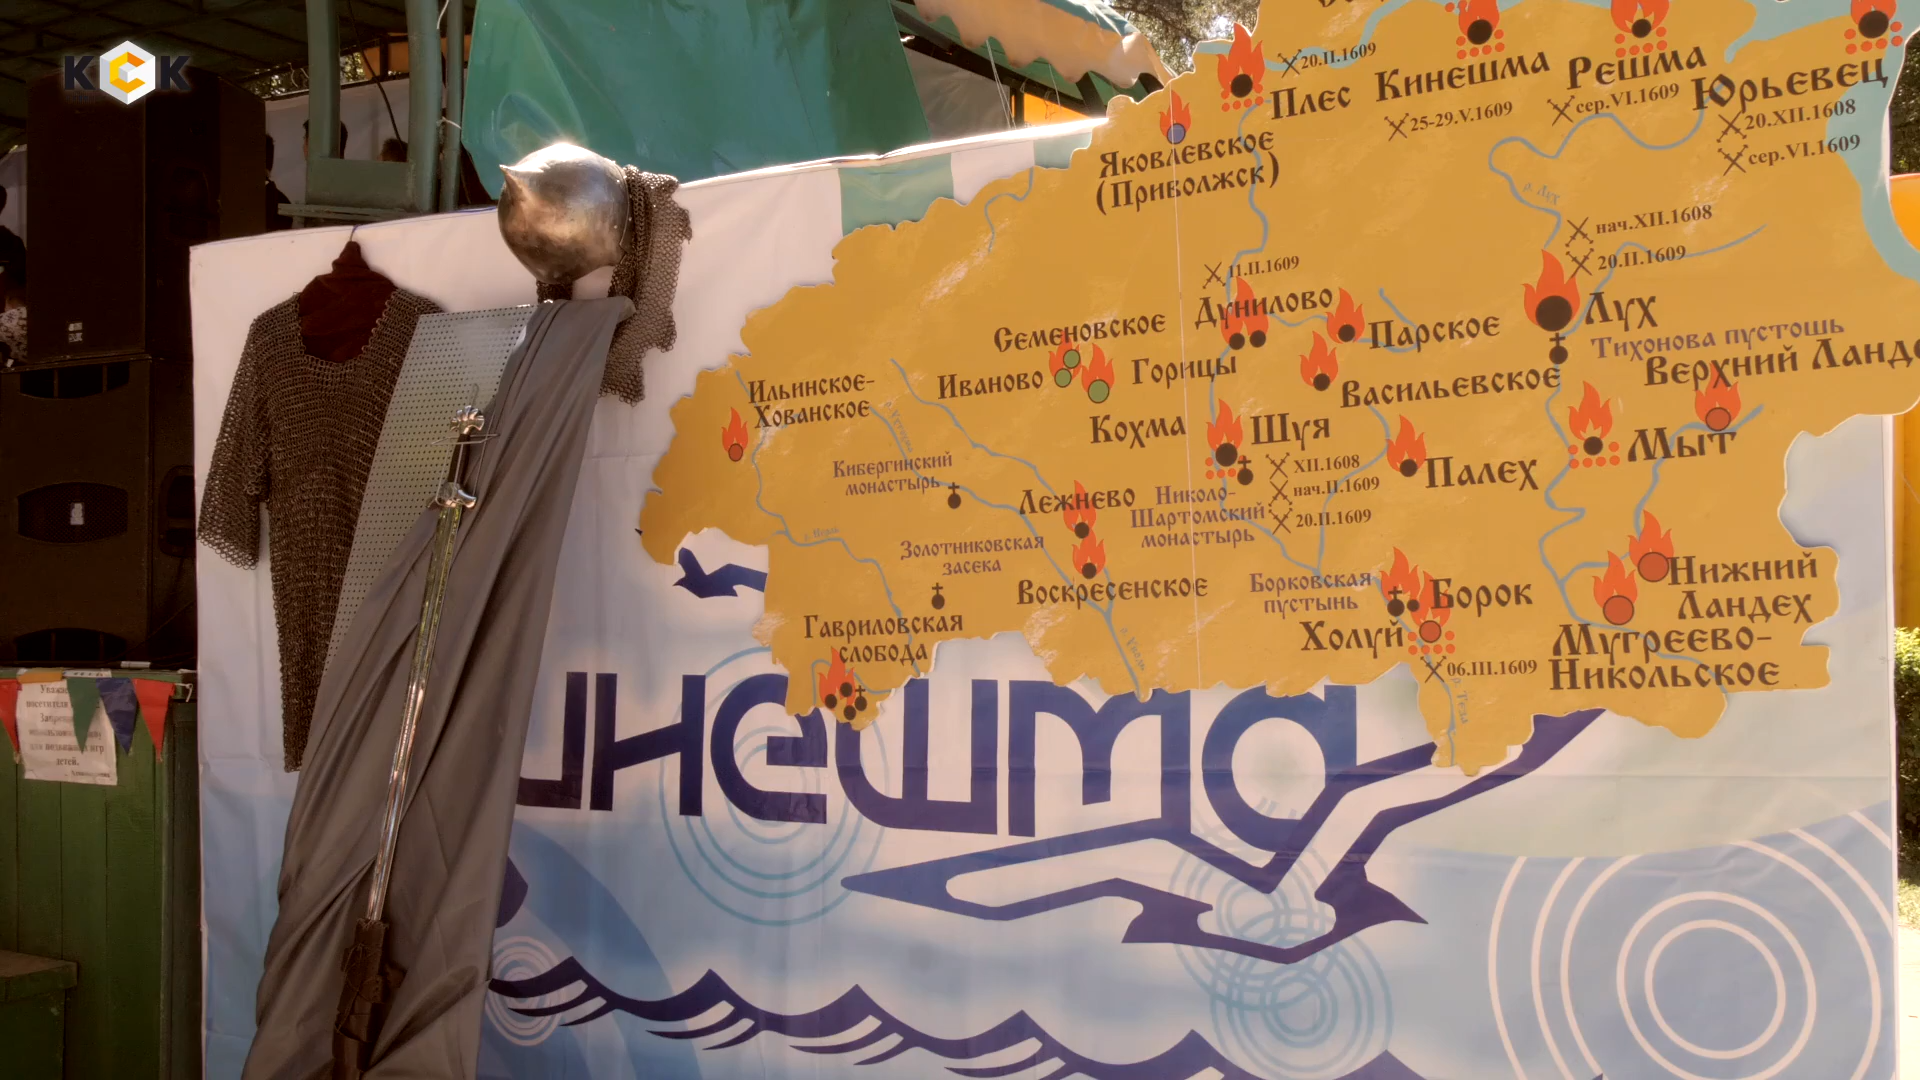 КСК
20.II.1609
Плес
Кинешма
25-29.V.1609
Решма
сер.VI.1609
Юрьевец
20.XII.1608
сер.VI.1609
Яковлевское
(Приволжск)
р. Лух
нач.XII.1608
20.II.1609
Лух
Тихонова пустошь
Верхний Ланде
11.II.1609
Дунилово
Семеновское
Парское
Иваново
Горицы
Васильевское
Ильинское-
Хованское
Кохма
Шуя
XII.1608
нач.II.1609
20.II.1609
Мыт
Палех
Кибергинский
монастырь
Лежнево
Николо-
Шартомский
монастырь
Золотниковская
засека
Воскресенское
Борковская
пустынь
Борок
Холуй
06.III.1609
Нижний
Ландех
Мугреево-
Никольское
Гаврилловская
слобода
р. Теза
инешма
детей.